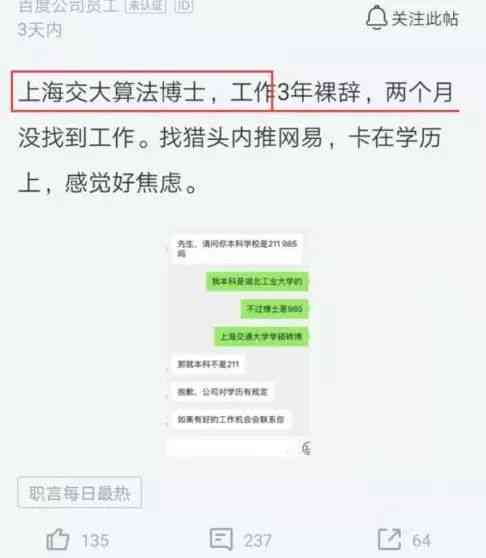 百度公司员工 未认证 ID
3天内
关注此帖
上海交大算法博士，工作3年裸辞，两个月
没找到工作。找猎头内推网易，卡在学历
上，感觉好焦虑。
先生，请问你本科学校是211 985
吗
我本科是湖北工业大学的
不过博士是985
上海交通大学学硕转博
那就本科不是211
抱歉，公司对学历有规定
如果有好的工作机会会联系你
职言每日最热
135
237
64